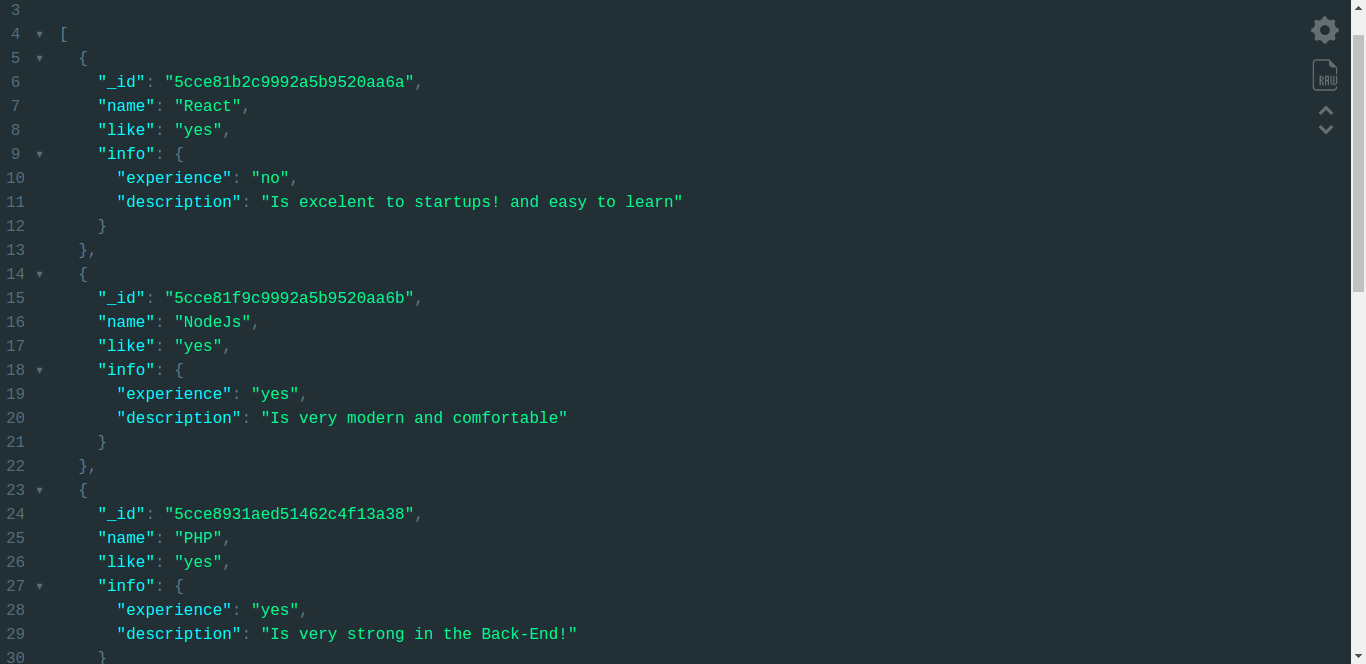 3
4 ▾ [
5 ▾ {
6 "_id": "5cce81b2c9992a5b9520aa6a",
7 "name": "React",
8 "like": "yes",
9 ▾ "info": {
10 "experience": "no",
11 "description": "Is excelent to startups! and easy to learn"
12 }
13 },
14 ▾ {
15 "_id": "5cce81f9c9992a5b9520aa6b",
16 "name": "NodeJs",
17 "like": "yes",
18 ▾ "info": {
19 "experience": "yes",
20 "description": "Is very modern and comfortable"
21 }
22 },
23 ▾ {
24 "_id": "5cce8931aed51462c4f13a38",
25 "name": "PHP",
26 "like": "yes",
27 ▾ "info": {
28 "experience": "yes",
29 "description": "Is very strong in the Back-End!"
30 }
RAW